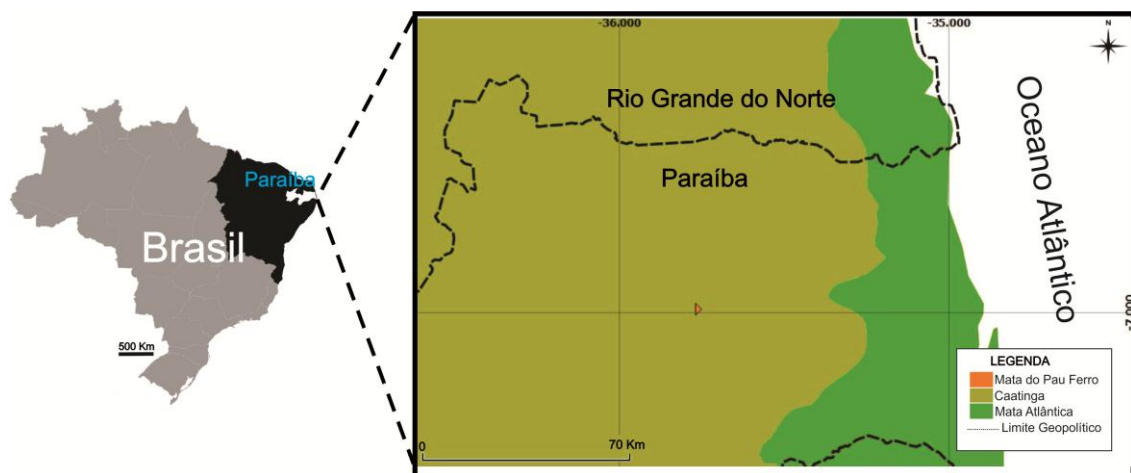 Paraíba
Brasil
500 Km
-36.000
-35.000
N
Rio Grande do Norte
Paraíba
Oceano Atlântico
-7.000
LEGENDA
Mata do Pau Ferro
Caatinga
Mata Atlântica
Limite Geopolítico
0
70 Km